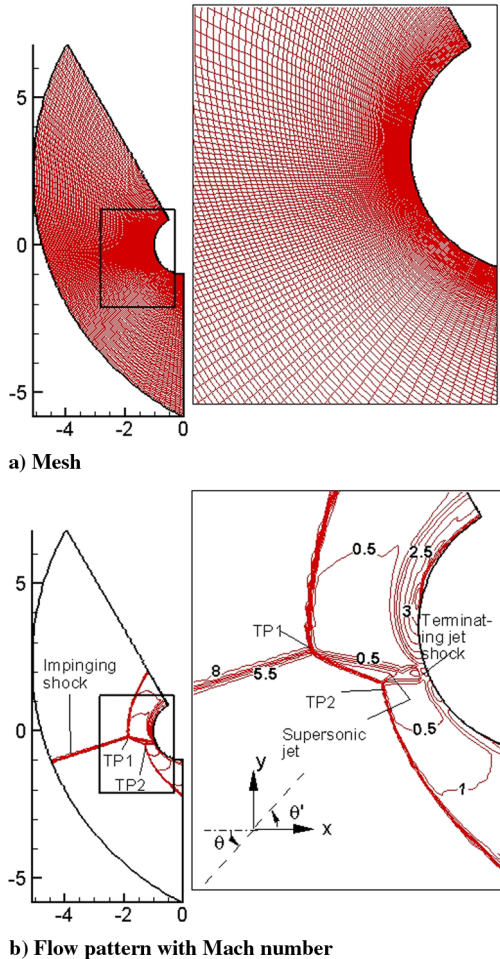 5
0
-5
-4
-2
0
a) Mesh
5
Impinging
shock
0
TP1
TP2
-5
-4
-2
0
0.5
2.5
3
Terminat-
ing jet
shock
TP1
0.5
8
5.5
TP2
0.5
Supersonic
jet
1
y
θ'
x
θ
b) Flow pattern with Mach number